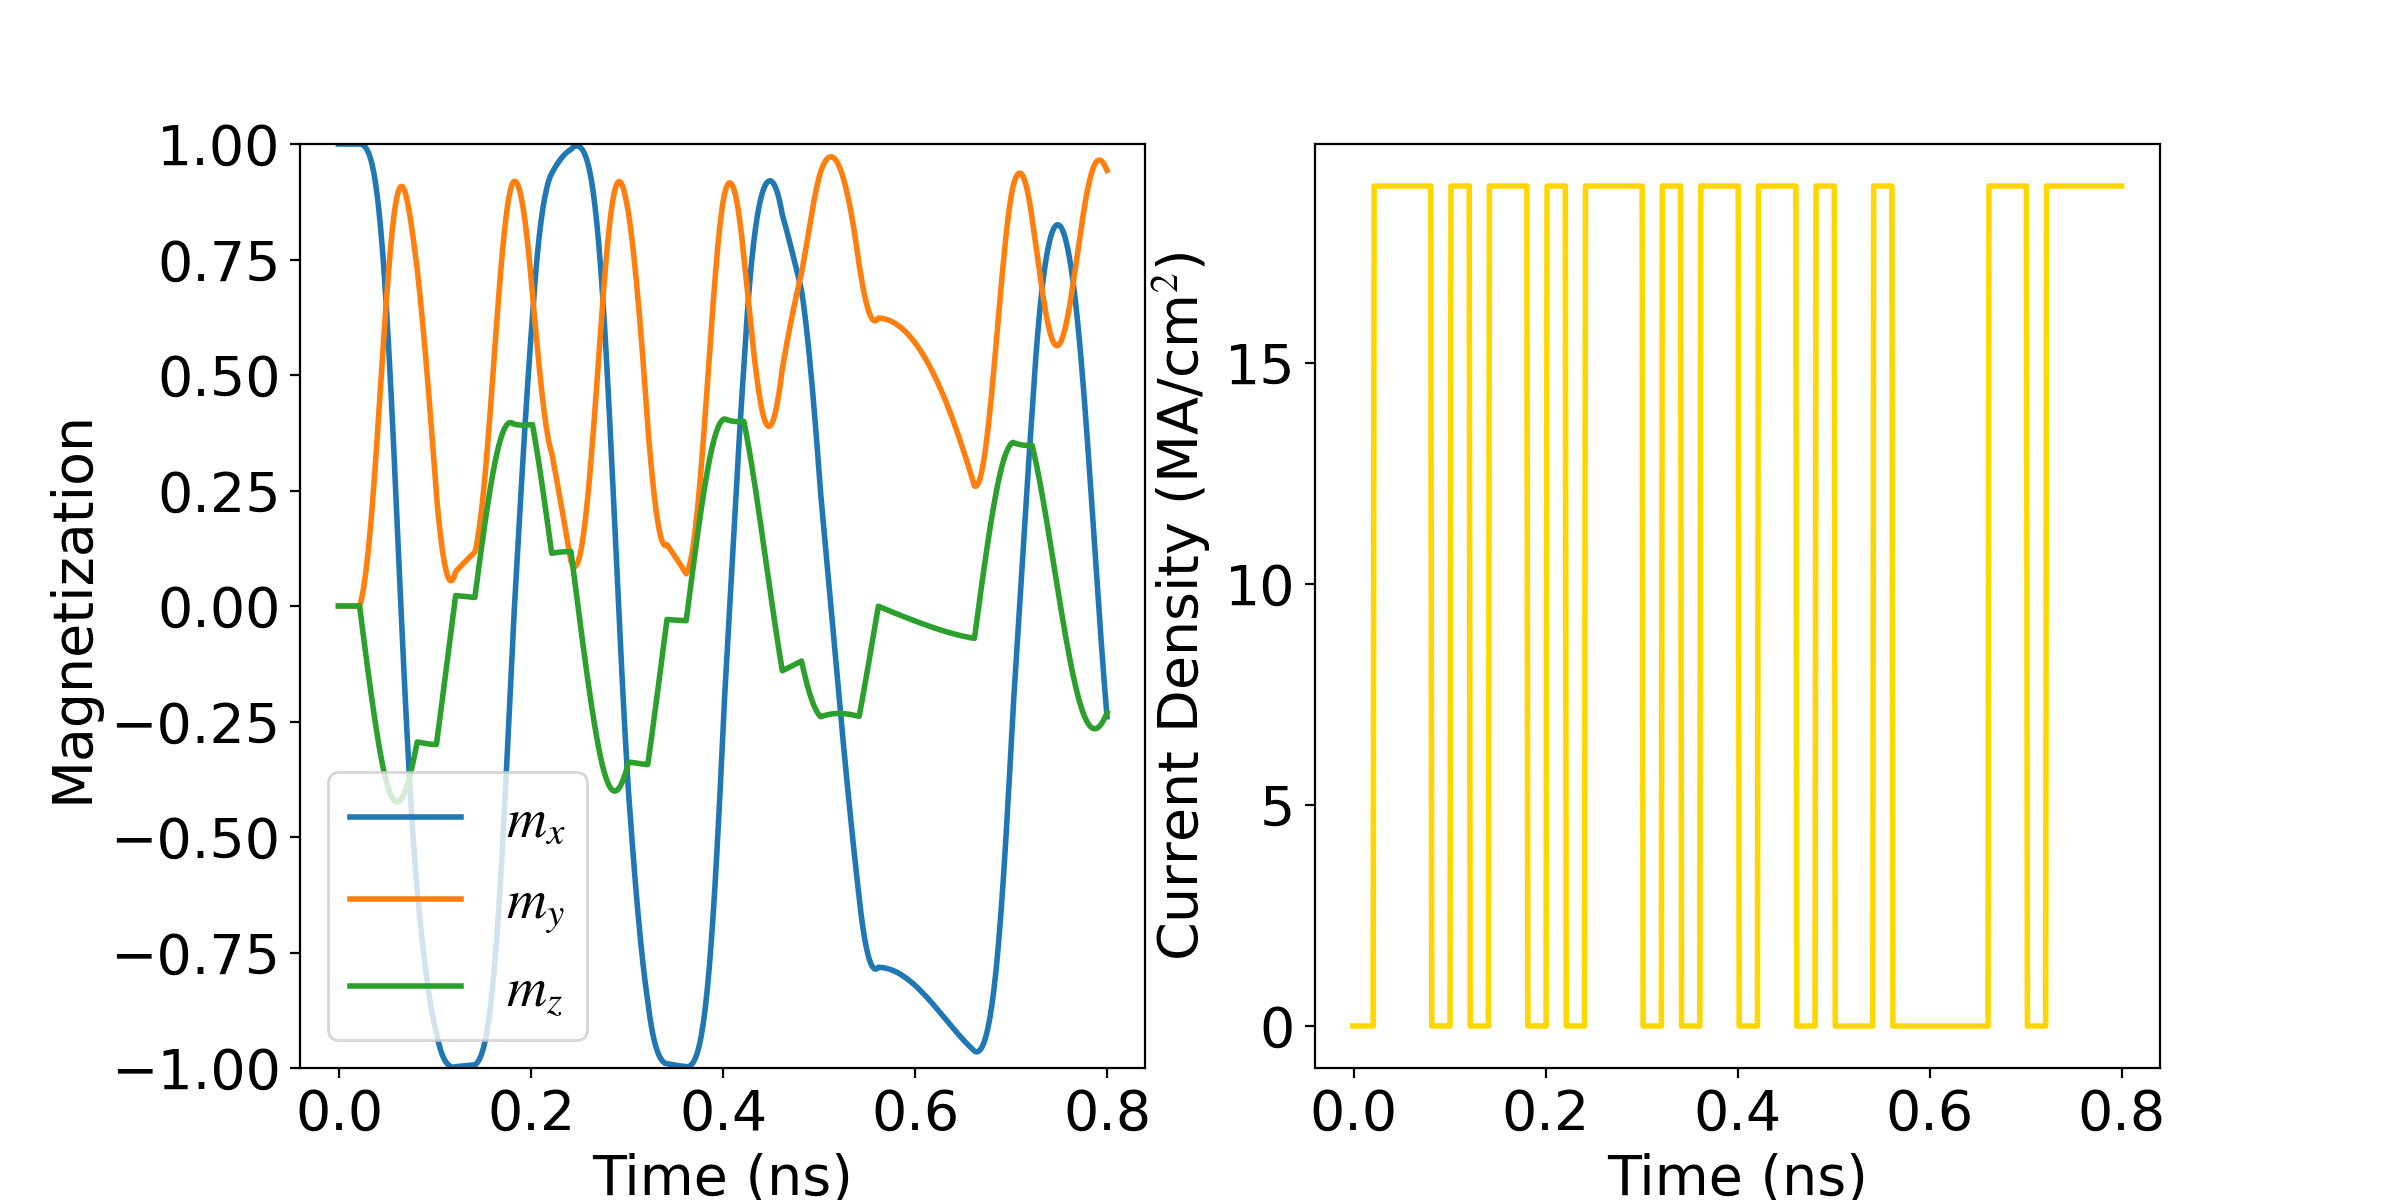 Magnetization
1.00
0.75
0.50
0.25
0.00
−0.25
−0.50
−0.75
−1.00
m_x
m_y
m_z
0.0 0.2 0.4 0.6 0.8
Time (ns)
Current Density (MA/cm²)
15
10
5
0
0.0 0.2 0.4 0.6 0.8
Time (ns)